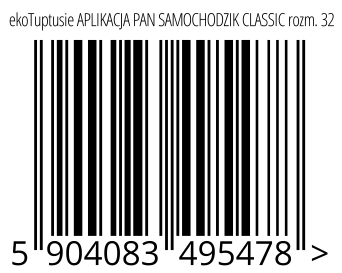 ekoTuptusie APLIKACJA PAN SAMOCHODZIK CLASSIC rozm. 32
5 904083 495478 >